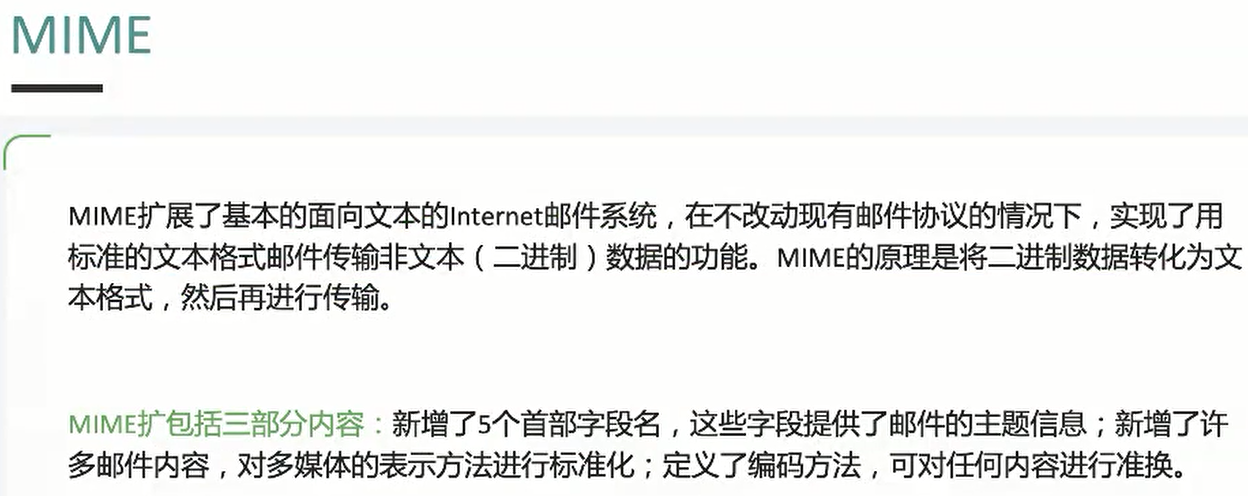 MIME
MIME扩展了基本的面向文本的Internet邮件系统，在不改动现有邮件协议的情况下，实现了用
标准的文本格式邮件传输非文本（二进制）数据的功能。MIME的原理是将二进制数据转化为文
本格式，然后再进行传输。
MIME扩包括三部分内容：新增了5个首部字段名，这些字段提供了邮件的主题信息；新增了许
多邮件内容，对多媒体的表示方法进行标准化；定义了编码方法，可对任何内容进行准换。